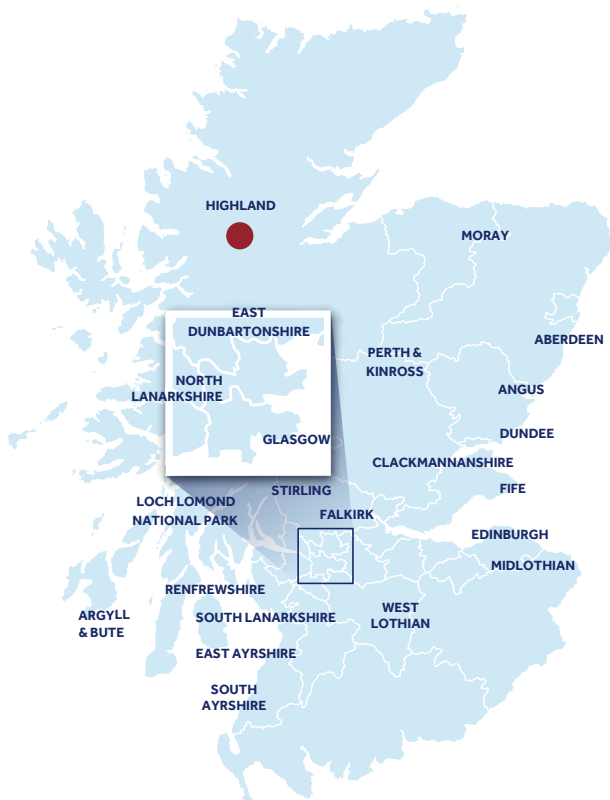 HIGHLAND
MORAY
EAST
DUNBARTONSHIRE
ABERDEEN
PERTH &
KINROSS
NORTH
LANARKSHIRE
ANGUS
GLASGOW
DUNDEE
CLACKMANNANSHIRE
STIRLING
FIFE
LOCH LOMOND
NATIONAL PARK
FALKIRK
EDINBURGH
MIDLOTHIAN
RENFREWSHIRE
ARGYLL
& BUTE
SOUTH LANARKSHIRE
WEST
LOTHIAN
EAST AYRSHIRE
SOUTH
AYRSHIRE